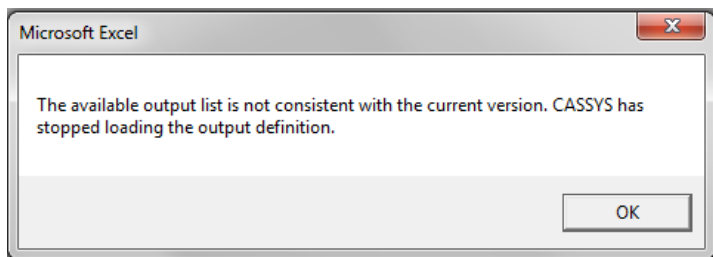 Microsoft Excel
The available output list is not consistent with the current version. CASSYS has
stopped loading the output definition.
OK